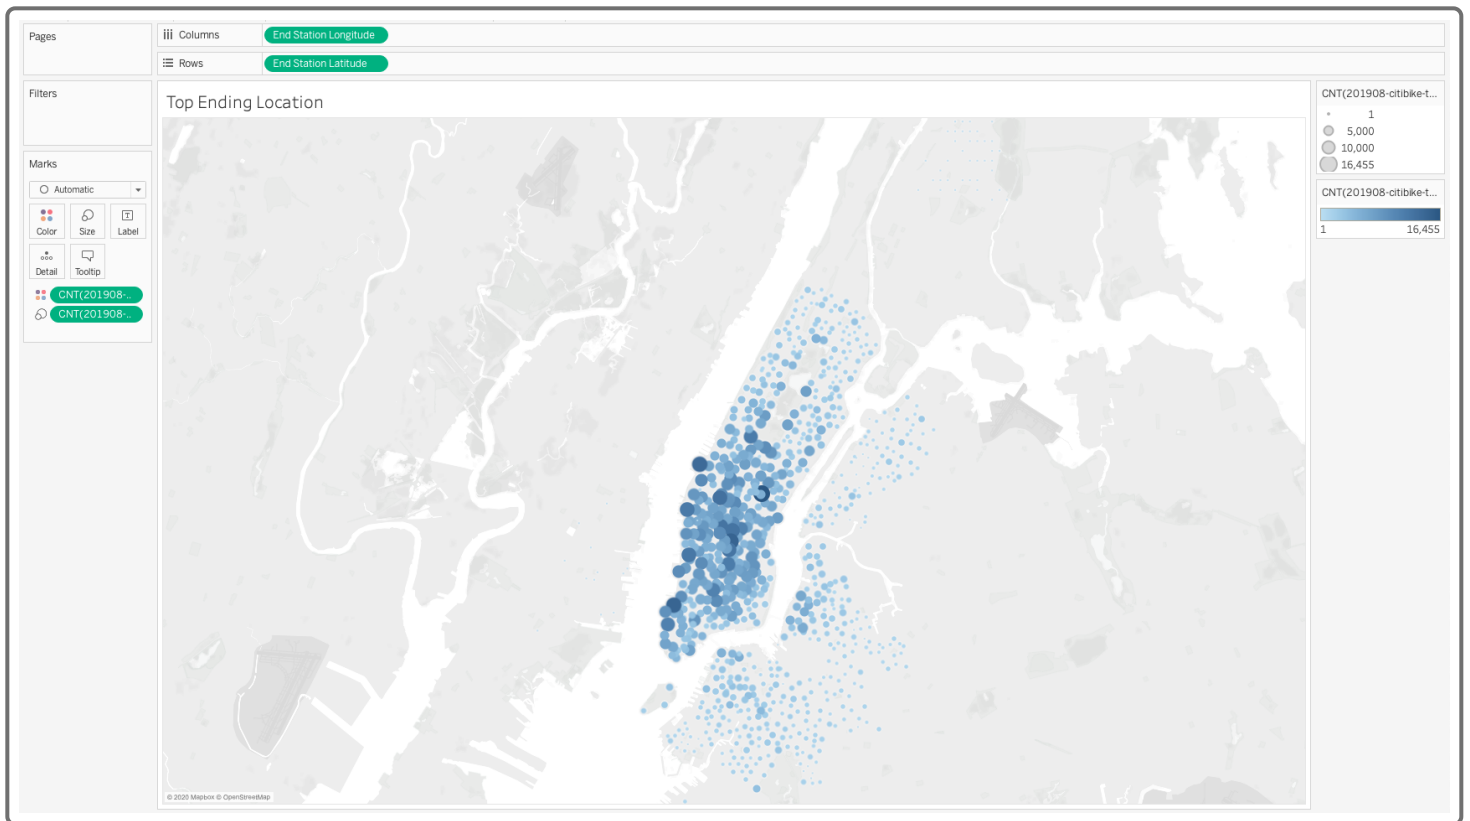 Pages
Columns
End Station Longitude
Rows
End Station Latitude
Filters
Marks
Automatic
Color
Size
Label
Detail
Tooltip
CNT(201908-..
CNT(201908-..
Top Ending Location
© 2020 Mapbox © OpenStreetMap
CNT(201908-citibike-t...
1
5,000
10,000
16,455
CNT(201908-citibike-t...
1
16,455